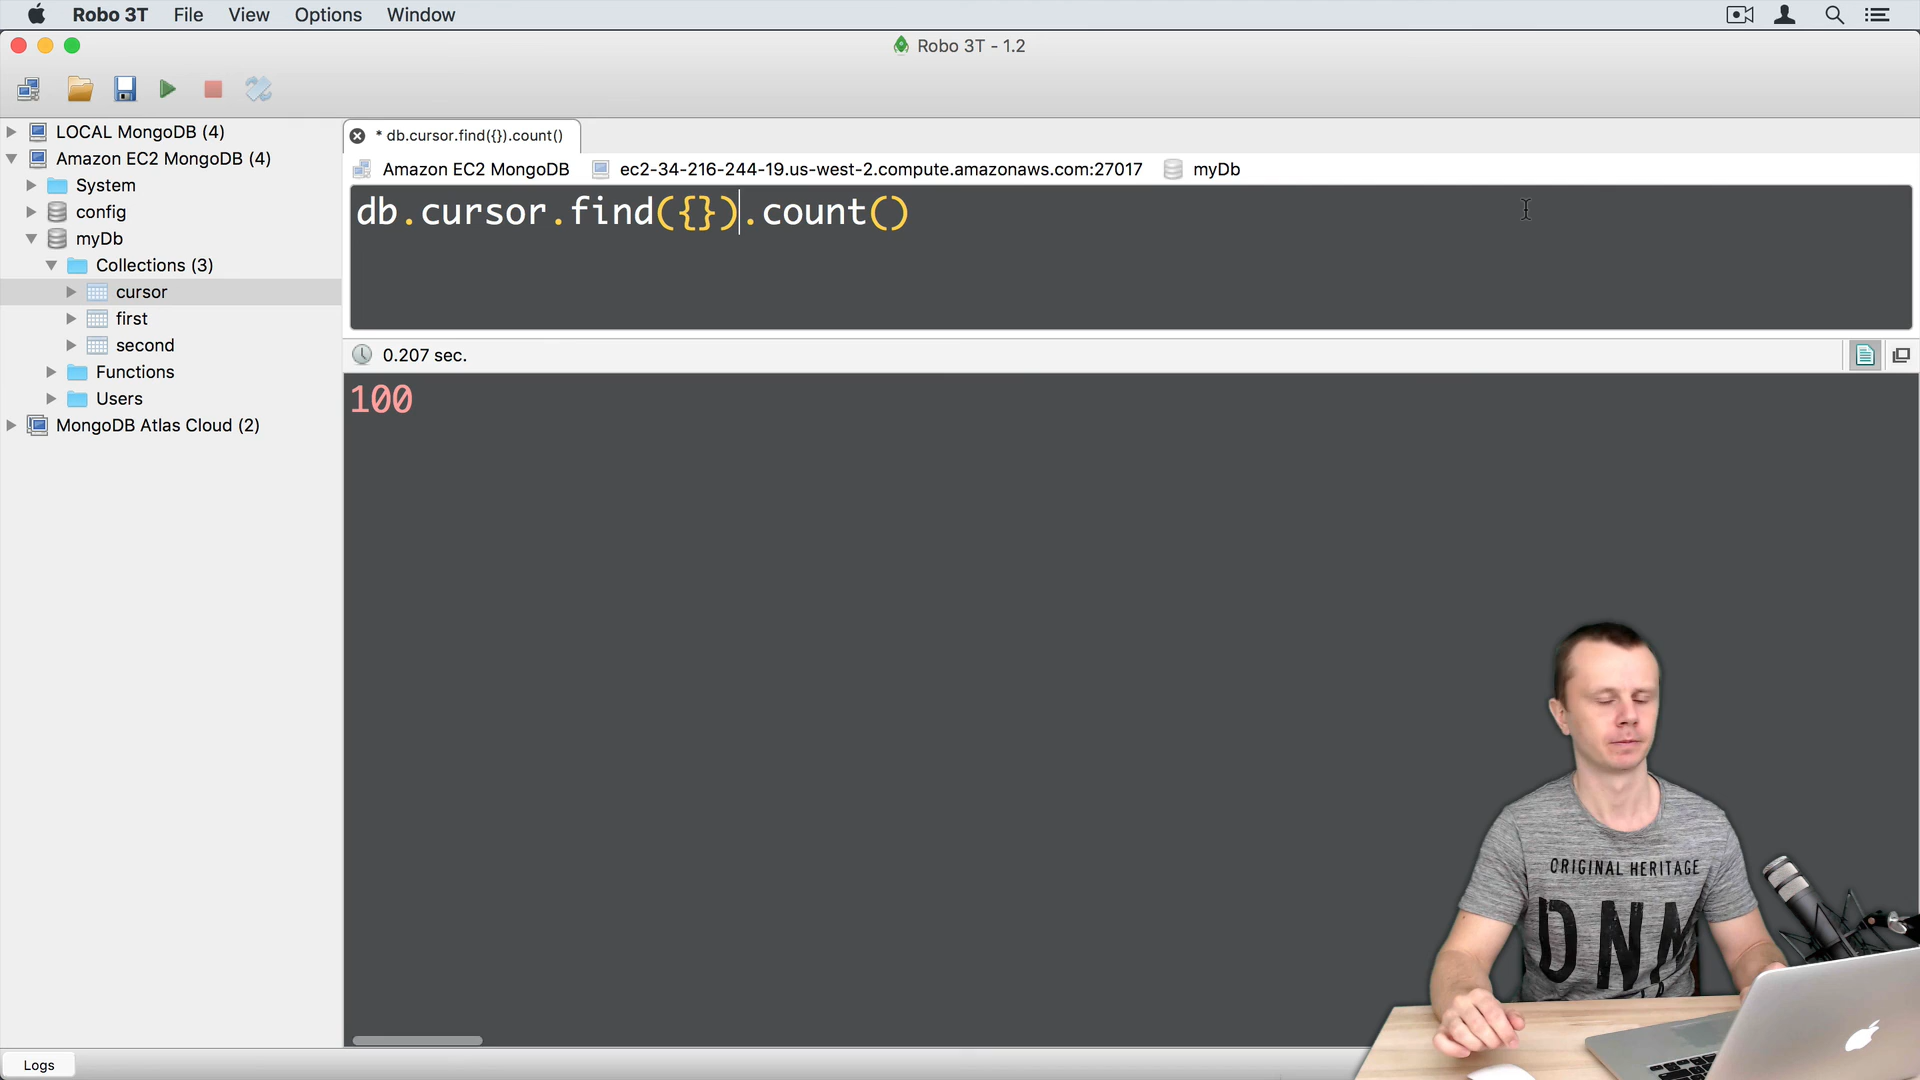 Robo 3T File View Options Window
Robo 3T - 1.2
LOCAL MongoDB (4)
Amazon EC2 MongoDB (4)
System
config
myDb
Collections (3)
cursor
first
second
Functions
Users
MongoDB Atlas Cloud (2)
* db.cursor.find({}).count()
Amazon EC2 MongoDB ec2-34-216-244-19.us-west-2.compute.amazonaws.com:27017 myDb
db.cursor.find({}).count()
0.207 sec.
100
ORIGINAL HERITAGE
DNM
Logs